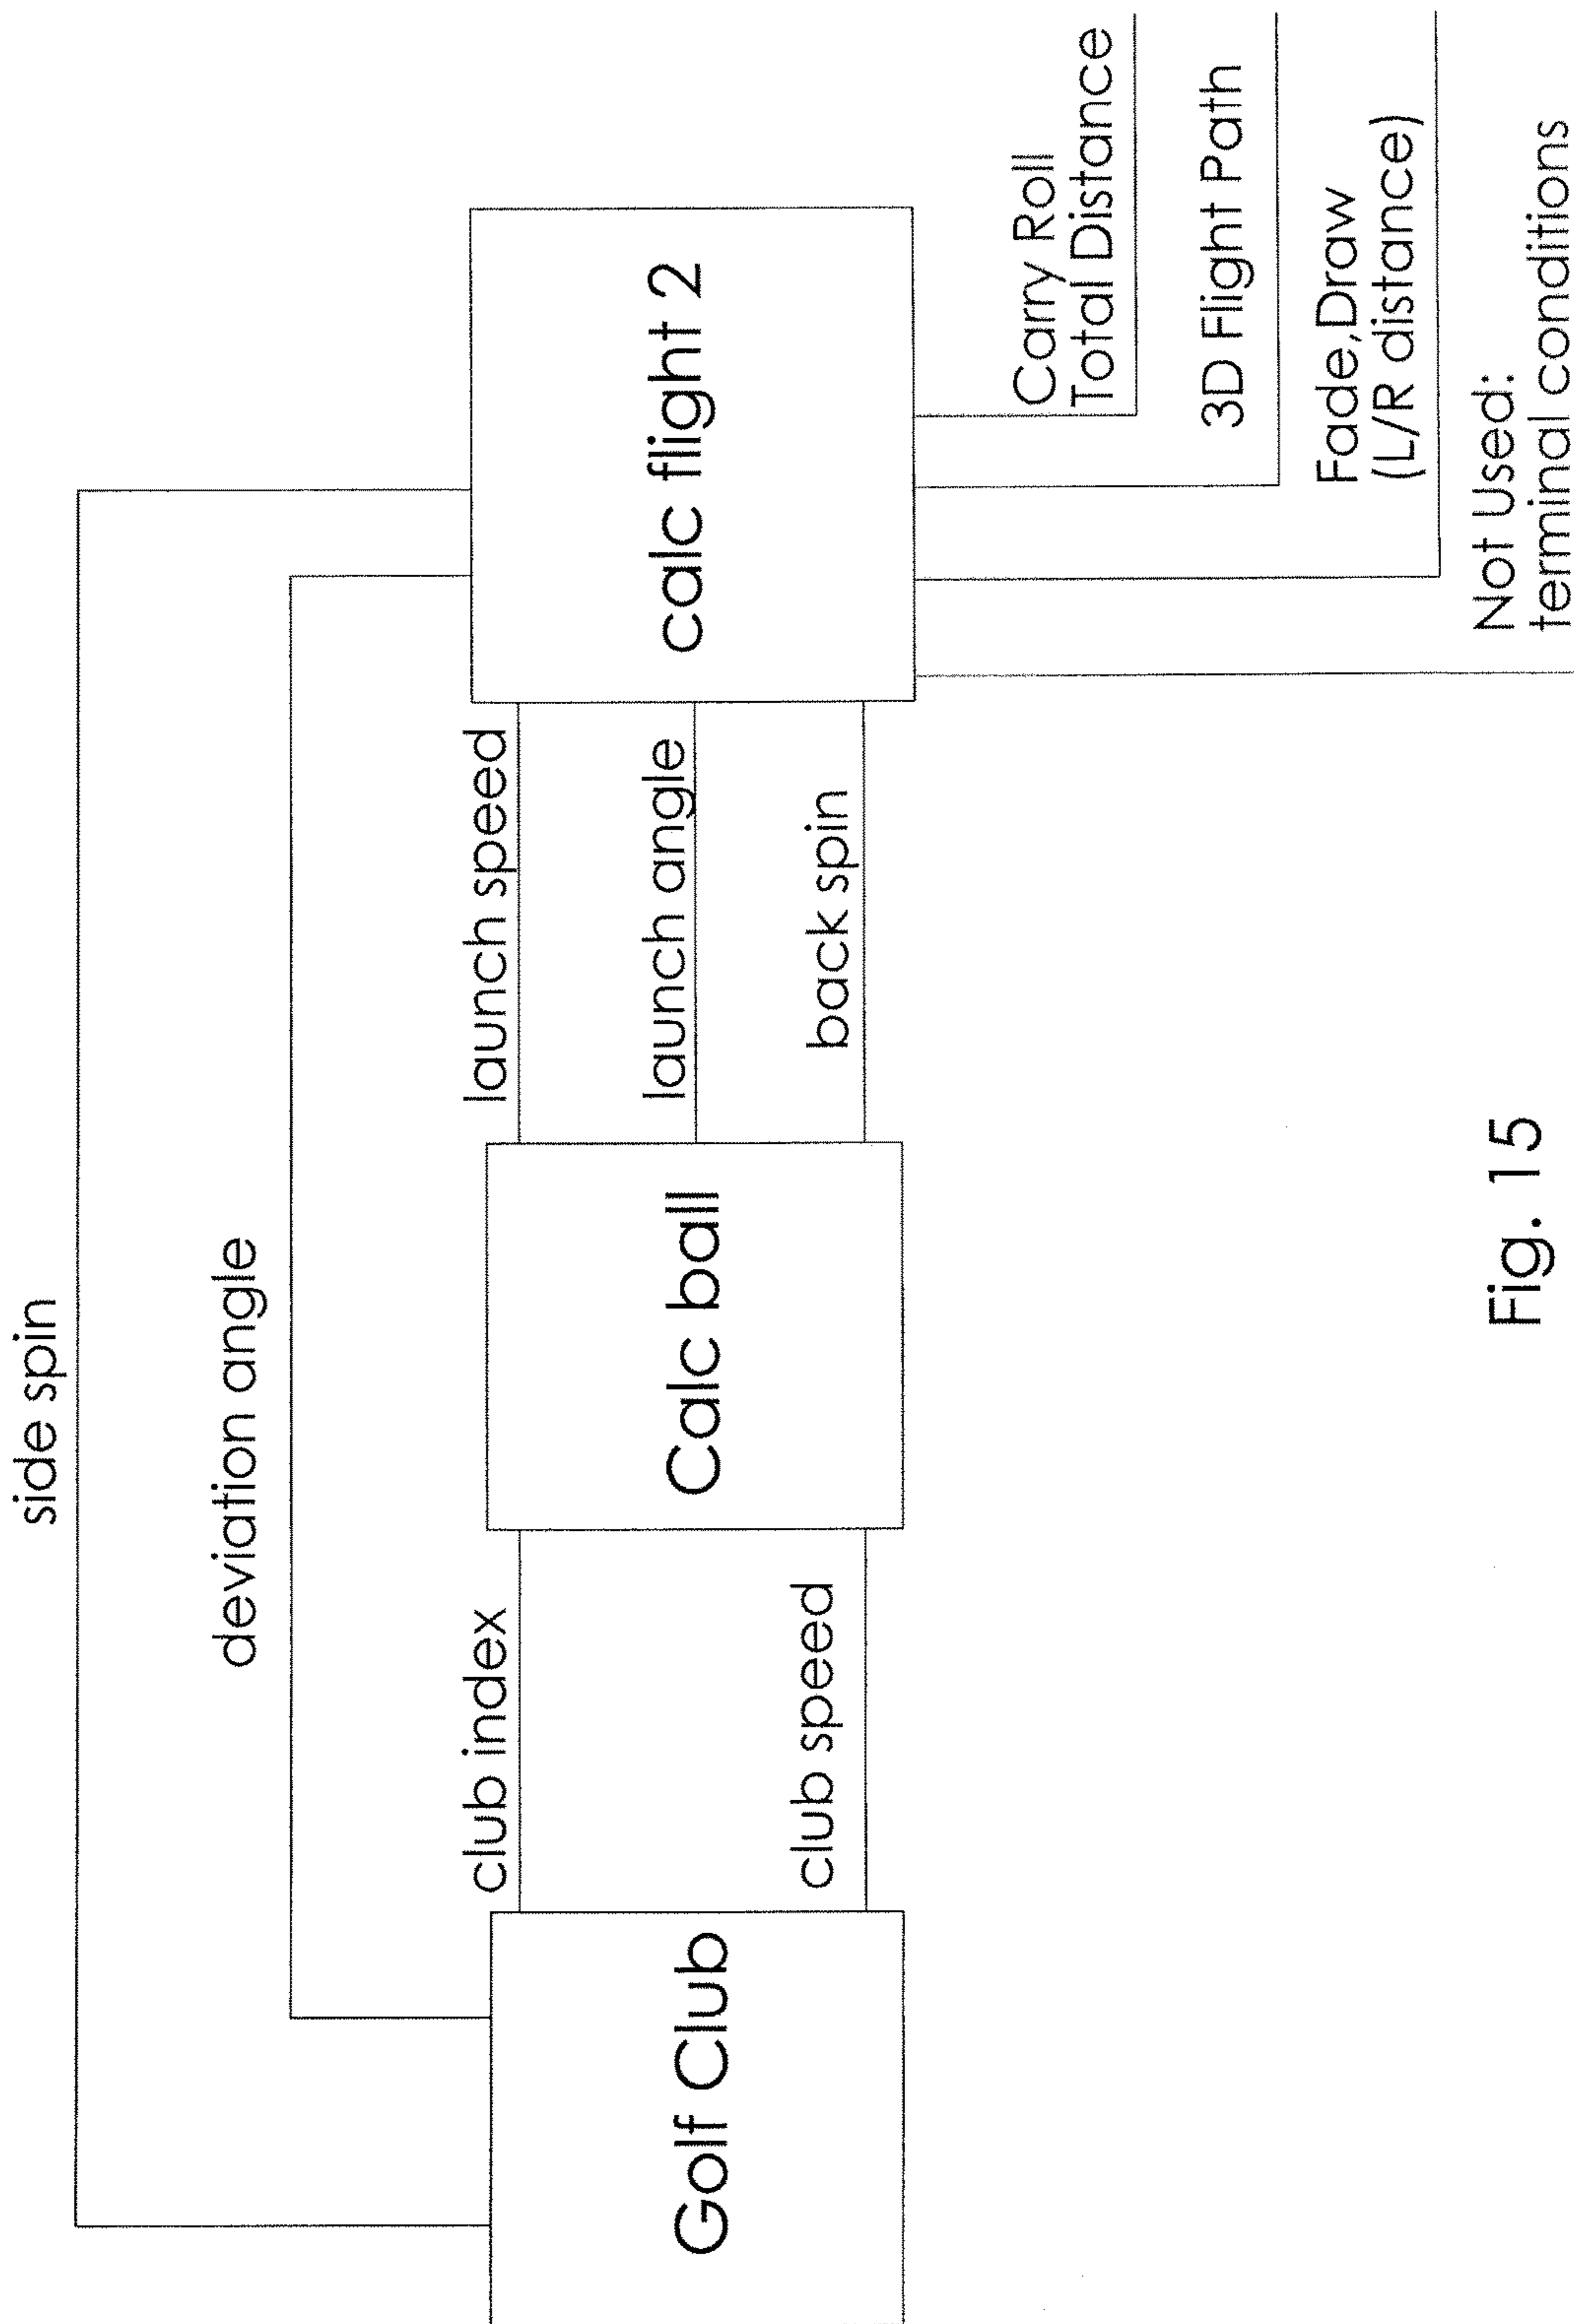 side spin
deviation angle
club index
launch speed
Golf Club
Calc ball
launch angle
calc flight 2
club speed
back spin
Carry Roll
Total Distance
3D Flight Path
Fade,Draw
(L/R distance)
Not Used:
terminal conditions
Fig. 15